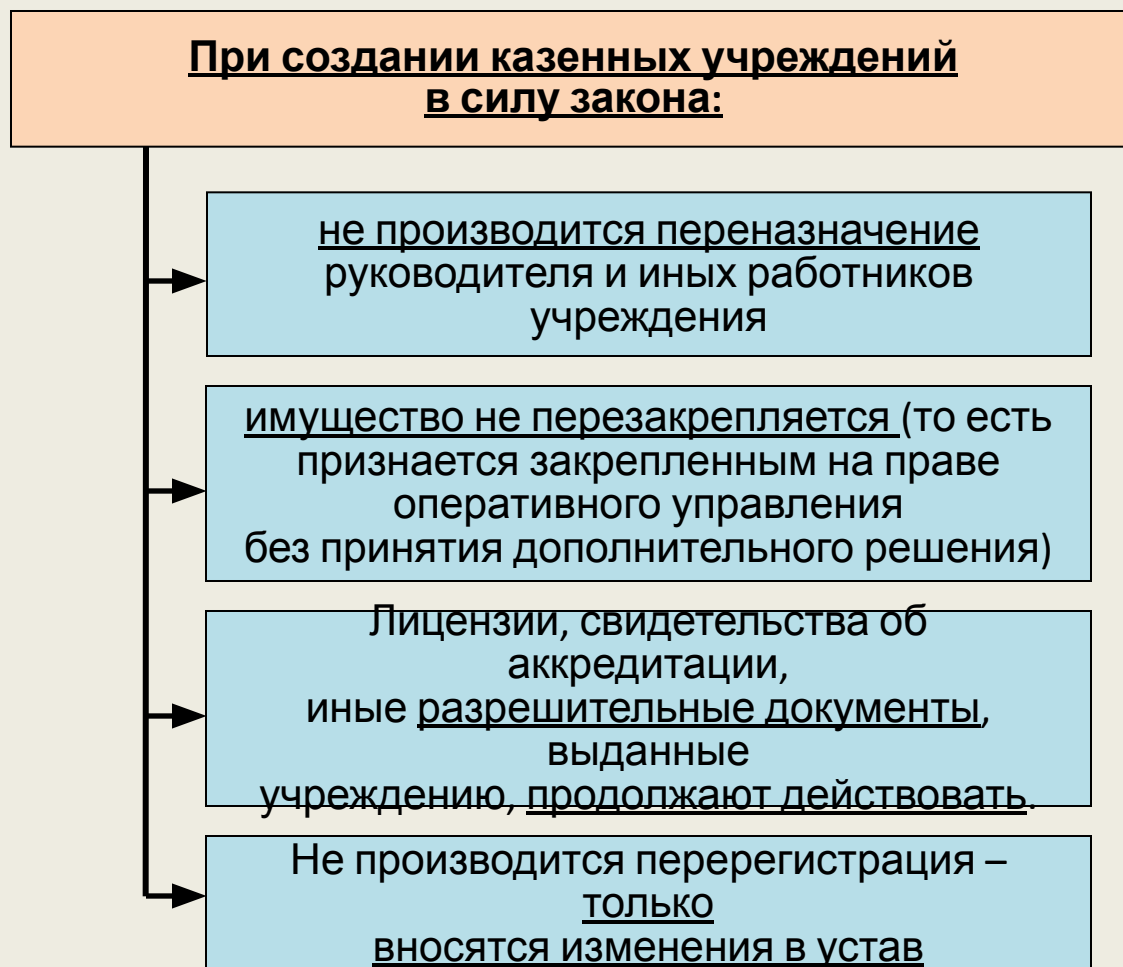 При создании казенных учреждений
в силу закона:
не производится переназначение
руководителя и иных работников
учреждения
имущество не перезакрепляется (то есть
признается закрепленным на праве
оперативного управления
без принятия дополнительного решения)
Лицензии, свидетельства об
аккредитации,
иные разрешительные документы,
выданные
учреждению, продолжают действовать.
Не производится перерегистрация –
только
вносятся изменения в устав